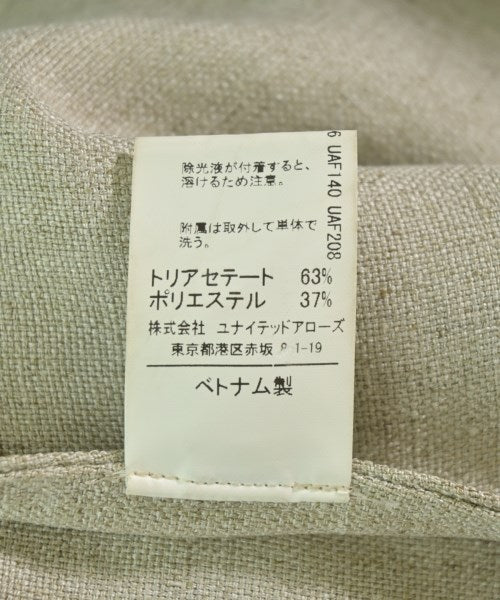 除光液が付着すると、
溶けるため注意。
附属は取外して単体で
洗う。
トリアセテート 63%
ポリエステル 37%
株式会社 ユナイテッドアローズ
東京都港区赤坂 8 1-19
ベトナム製
6 UAF140 UAF208